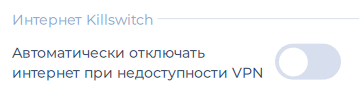 Интернет Killswitch
Автоматически отключать
интернет при недоступности VPN